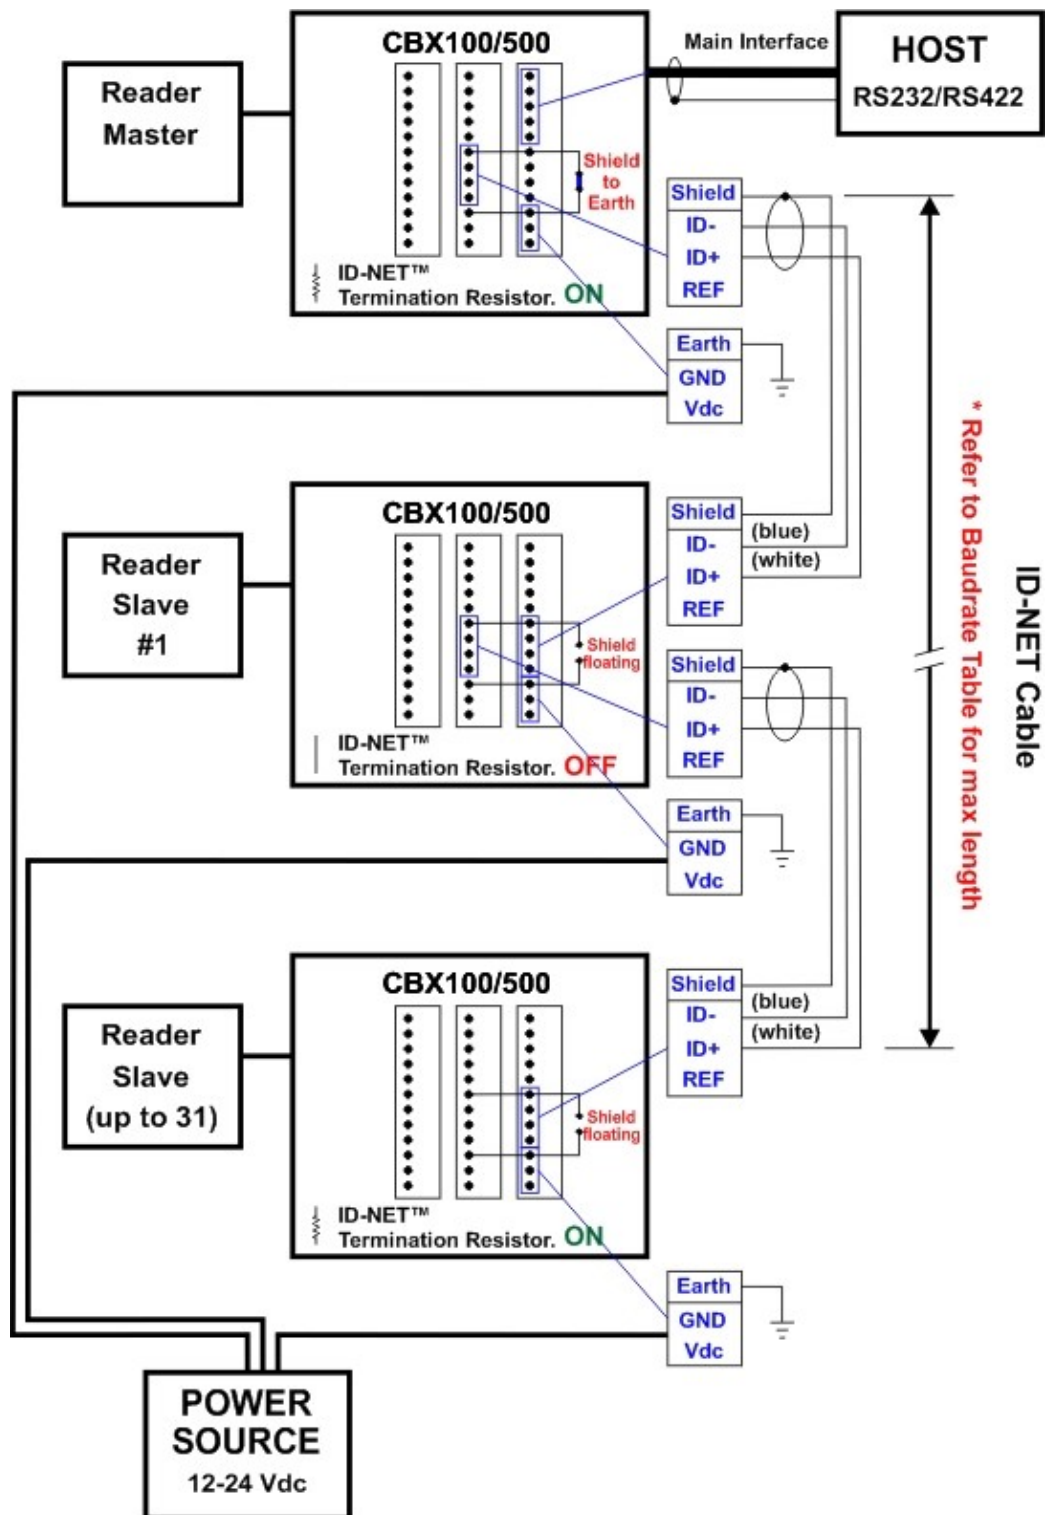 CBX100/500
Main Interface
HOST
RS232/RS422
Reader
Master
Shield
to
Earth
ID-NET™
Termination Resistor. ON
Shield
ID-
ID+
REF
Earth
GND
Vdc
CBX100/500
Reader
Slave
#1
Shield
floating
ID-NET™
Termination Resistor. OFF
Shield
ID-
ID+
REF
(blue)
(white)
Shield
ID-
ID+
REF
Earth
GND
Vdc
* Refer to Baudrate Table for max length
ID-NET Cable
CBX100/500
Reader
Slave
(up to 31)
Shield
floating
ID-NET™
Termination Resistor. ON
Shield
ID-
ID+
REF
(blue)
(white)
Earth
GND
Vdc
POWER
SOURCE
12-24 Vdc